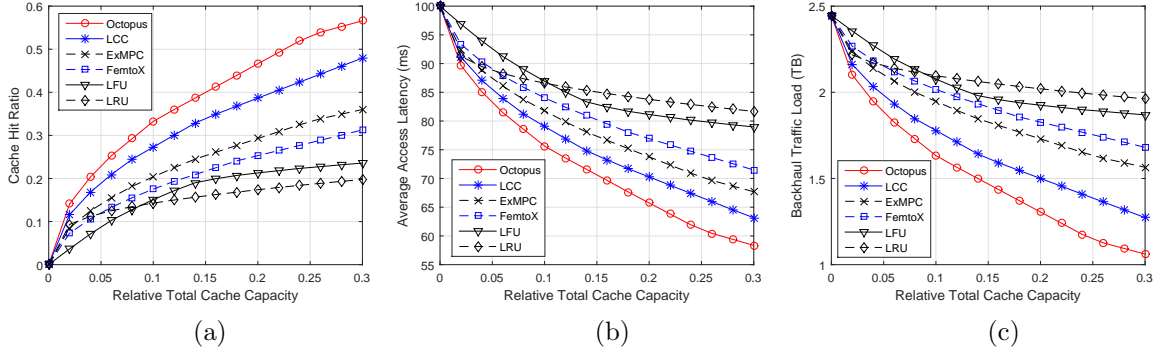 Cache Hit Ratio
0.6
0.5
0.4
0.3
0.2
0.1
0
Octopus
LCC
ExMPC
FemtoX
LFU
LRU
0 0.05 0.1 0.15 0.2 0.25 0.3
Relative Total Cache Capacity
(a)
Average Access Latency (ms)
100
95
90
85
80
75
70
65
60
55
Octopus
LCC
ExMPC
FemtoX
LFU
LRU
0 0.05 0.1 0.15 0.2 0.25 0.3
Relative Total Cache Capacity
(b)
Backhaul Traffic Load (TB)
2.5
2
1.5
1
Octopus
LCC
ExMPC
FemtoX
LFU
LRU
0 0.05 0.1 0.15 0.2 0.25 0.3
Relative Total Cache Capacity
(c)